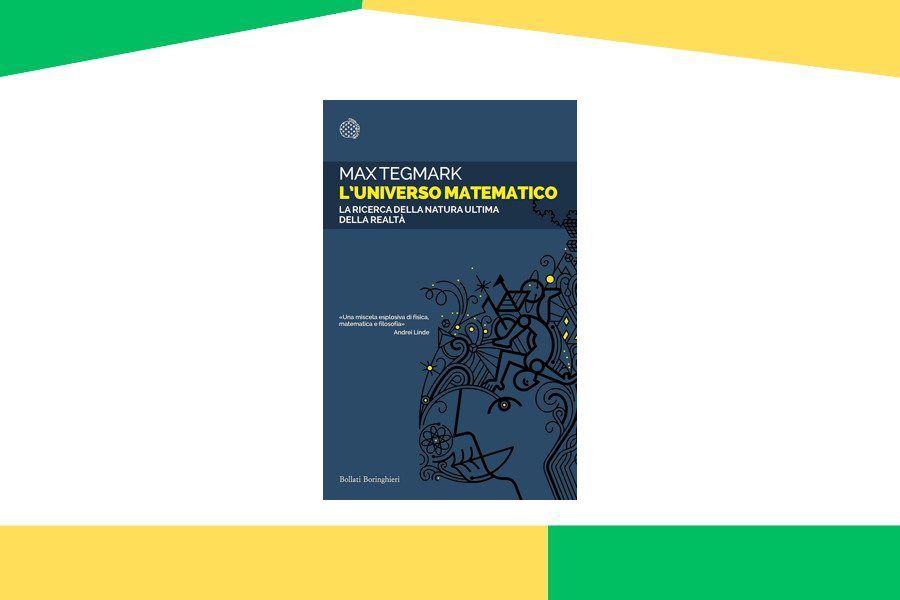 MAX TEGMARK
L'UNIVERSO MATEMATICO
LA RICERCA DELLA NATURA ULTIMA
DELLA REALTÀ
«Una miscela esplosiva di fisica,
matematica e filosofia»
Andrei Linde
Bollati Boringhieri